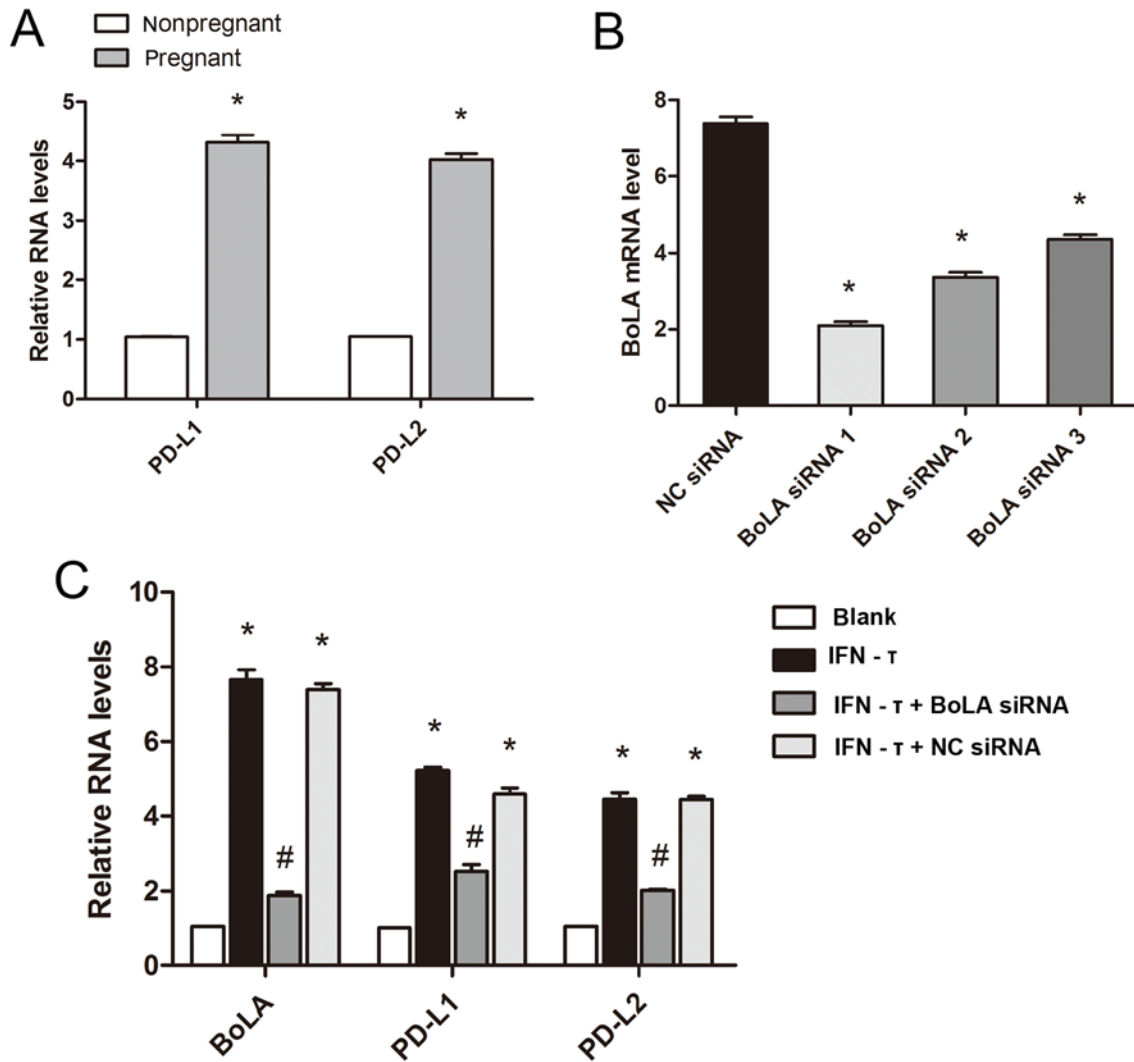 A
Nonpregnant
Pregnant
Relative RNA levels
5
4
3
2
1
0
*
*
PD-L1
PD-L2
B
BoLA mRNA level
8
6
4
2
0
*
*
*
NC siRNA
BoLA siRNA 1
BoLA siRNA 2
BoLA siRNA 3
C
Relative RNA levels
10
8
6
4
2
0
*
#
*
*
#
*
*
#
*
BoLA
PD-L1
PD-L2
Blank
IFN - τ
IFN - τ + BoLA siRNA
IFN - τ + NC siRNA